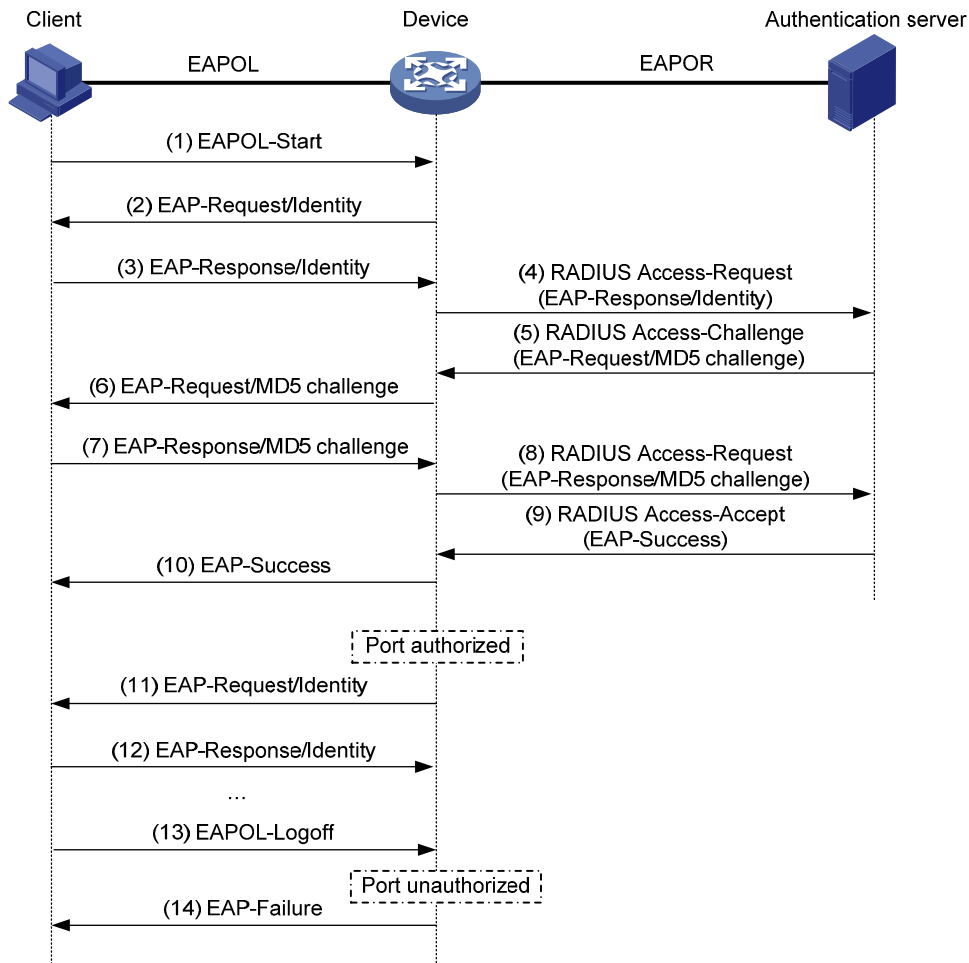 Client
Device
Authentication server
EAPOL
EAPOR
(1) EAPOL-Start
(2) EAP-Request/Identity
(3) EAP-Response/Identity
(4) RADIUS Access-Request
(EAP-Response/Identity)
(5) RADIUS Access-Challenge
(EAP-Request/MD5 challenge)
(6) EAP-Request/MD5 challenge
(7) EAP-Response/MD5 challenge
(8) RADIUS Access-Request
(EAP-Response/MD5 challenge)
(9) RADIUS Access-Accept
(EAP-Success)
(10) EAP-Success
Port authorized
(11) EAP-Request/Identity
(12) EAP-Response/Identity
...
(13) EAPOL-Logoff
Port unauthorized
(14) EAP-Failure